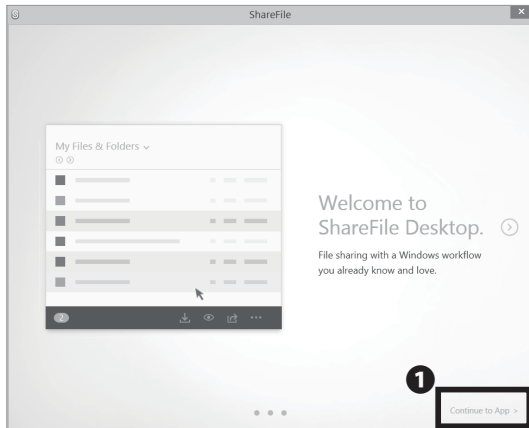 ShareFile
My Files & Folders
Welcome to
ShareFile Desktop.
File sharing with a Windows workflow
you already know and love.
2
1
Continue to App >